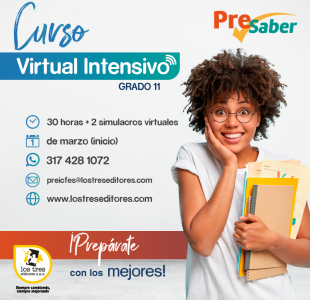 Curso
PreSaber
Virtual Intensivo
GRADO 11
30 horas + 2 simulacros virtuales
1 de marzo (inicio)
317 428 1072
preicfes@lostreseditores.com
www.lostreseditores.com
¡Prepárate
con los mejores!
los tres
Siempre cambiando,
siempre mejorando